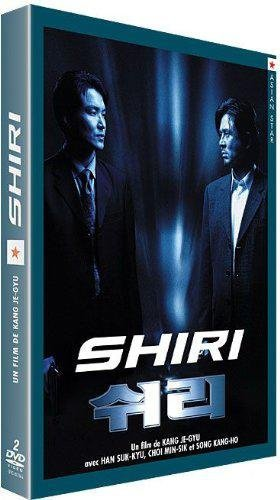 SHIRI
UN FILM DE KANG JE-GYU
2
DVD
VIDEO
ASIAN STAR
SHIRI
쉬리
Un film de KANG JE-GYU
avec HAN SUK-KYU, CHOI MIN-SIK et SONG KANG-HO